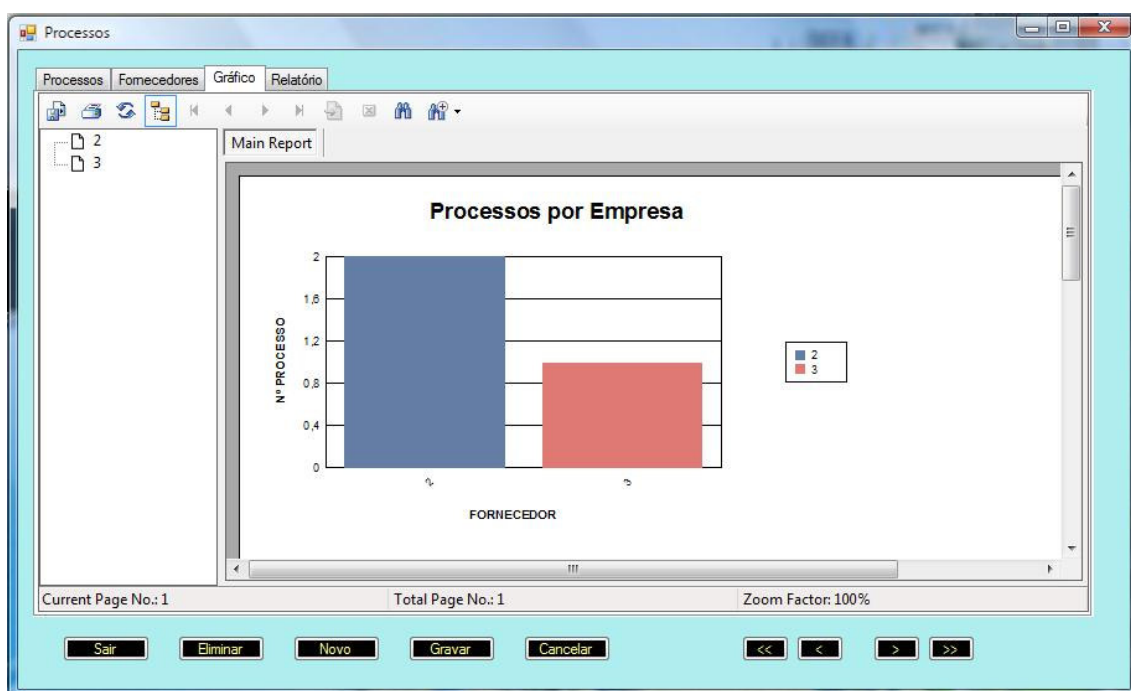 Processos
Processos Fornecedores Gráfico Relatório
2
3
Main Report
Processos por Empresa
Nº PROCESSO
2
1,6
1,2
0,8
0,4
0
2
3
FORNECEDOR
2
3
Current Page No.: 1 Total Page No.: 1 Zoom Factor: 100%
Sair Eliminar Novo Gravar Cancelar << < > >>